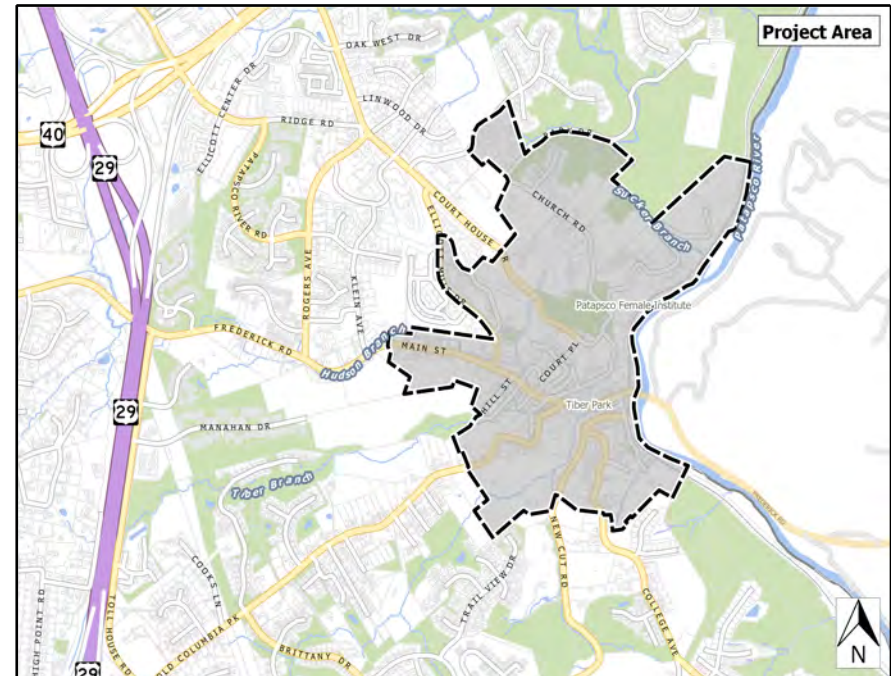 Project Area
OAK WEST DR
ELLICOTT CENTER DR
LINWOOD DR
40
RIDGE RD
29
PATAPSCO RIVER RD
ROGERS AVE
COURT HOUSE
CHURCH RD
Sucker Branch
Patapsco River
KLEIN AVE
Patapsco Female Institute
FREDERICK RD
Hudson Branch
MAIN ST
COURT PL
HILL ST
Tiber Park
29
MANAHAN DR
Tiber Branch
FREDERICK RD
COOKS LN
NEW CUT RD
TRAIL VIEW DR
COLLEGE AVE
HIGH POINT RD
TOLL HOUSE RD
OLD COLUMBIA PK
BRITTANY DR
29
N